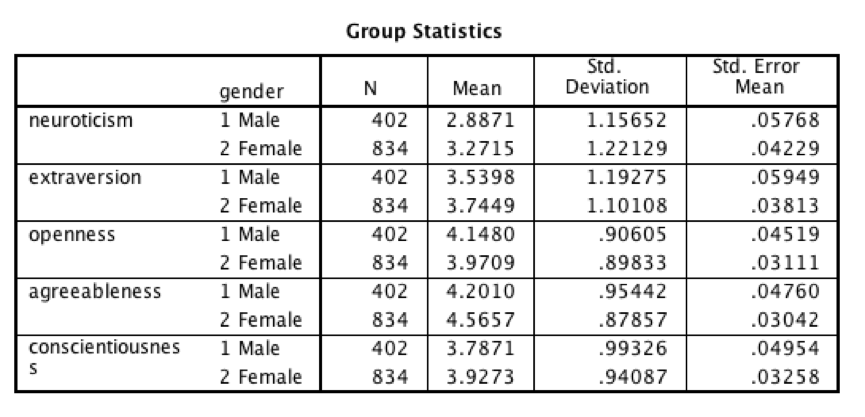 Group Statistics
gender N Mean Std. Deviation Std. Error Mean
neuroticism 1 Male 402 2.8871 1.15652 .05768
2 Female 834 3.2715 1.22129 .04229
extraversion 1 Male 402 3.5398 1.19275 .05949
2 Female 834 3.7449 1.10108 .03813
openness 1 Male 402 4.1480 .90605 .04519
2 Female 834 3.9709 .89833 .03111
agreeableness 1 Male 402 4.2010 .95442 .04760
2 Female 834 4.5657 .87857 .03042
conscientiousnes
s 1 Male 402 3.7871 .99326 .04954
2 Female 834 3.9273 .94087 .03258